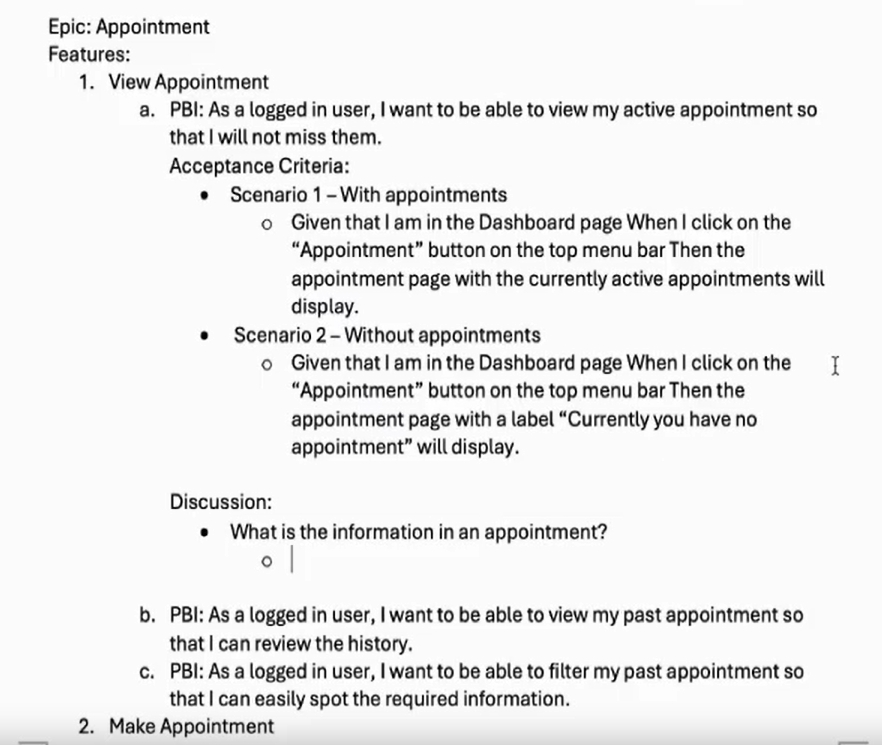 Epic: Appointment
Features:
1. View Appointment
a. PBI: As a logged in user, I want to be able to view my active appointment so
that I will not miss them.
Acceptance Criteria:
• Scenario 1 – With appointments
o Given that I am in the Dashboard page When I click on the
“Appointment” button on the top menu bar Then the
appointment page with the currently active appointments will
display.
• Scenario 2 – Without appointments
o Given that I am in the Dashboard page When I click on the
“Appointment” button on the top menu bar Then the
appointment page with a label “Currently you have no
appointment” will display.
Discussion:
• What is the information in an appointment?
o
b. PBI: As a logged in user, I want to be able to view my past appointment so
that I can review the history.
c. PBI: As a logged in user, I want to be able to filter my past appointment so
that I can easily spot the required information.
2. Make Appointment